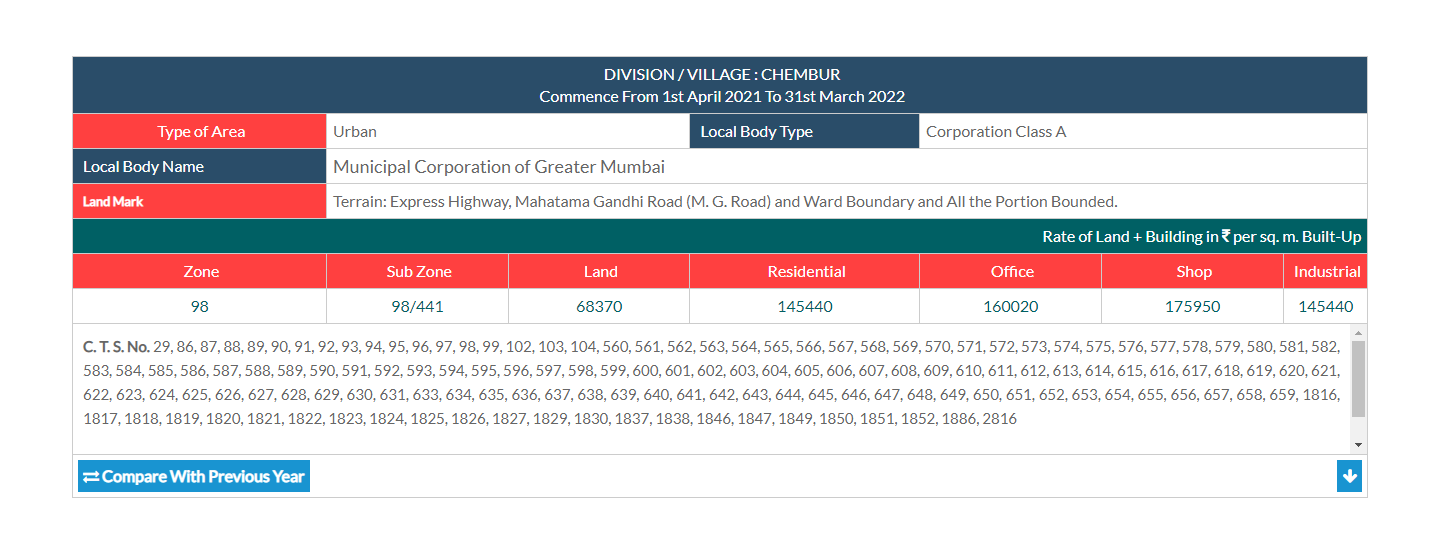 DIVISION / VILLAGE : CHEMBUR
Commence From 1st April 2021 To 31st March 2022
Type of Area Urban Local Body Type Corporation Class A
Local Body Name Municipal Corporation of Greater Mumbai
Land Mark Terrain: Express Highway, Mahatama Gandhi Road (M. G. Road) and Ward Boundary and All the Portion Bounded.
Rate of Land + Building in ₹ per sq. m. Built-Up
Zone Sub Zone Land Residential Office Shop Industrial
98 98/441 68370 145440 160020 175950 145440
C. T. S. No. 29, 86, 87, 88, 89, 90, 91, 92, 93, 94, 95, 96, 97, 98, 99, 102, 103, 104, 560, 561, 562, 563, 564, 565, 566, 567, 568, 569, 570, 571, 572, 573, 574, 575, 576, 577, 578, 579, 580, 581, 582,
583, 584, 585, 586, 587, 588, 589, 590, 591, 592, 593, 594, 595, 596, 597, 598, 599, 600, 601, 602, 603, 604, 605, 606, 607, 608, 609, 610, 611, 612, 613, 614, 615, 616, 617, 618, 619, 620, 621,
622, 623, 624, 625, 626, 627, 628, 629, 630, 631, 633, 634, 635, 636, 637, 638, 639, 640, 641, 642, 643, 644, 645, 646, 647, 648, 649, 650, 651, 652, 653, 654, 655, 656, 657, 658, 659, 1816,
1817, 1818, 1819, 1820, 1821, 1822, 1823, 1824, 1825, 1826, 1827, 1829, 1830, 1837, 1838, 1846, 1847, 1849, 1850, 1851, 1852, 1886, 2816
Compare With Previous Year